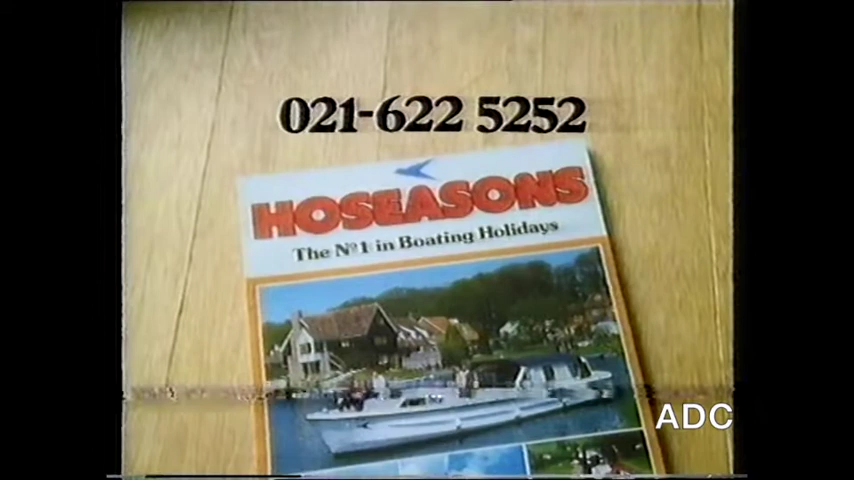 021-622 5252
HOSEASONS
The Nº1 in Boating Holidays
ADC